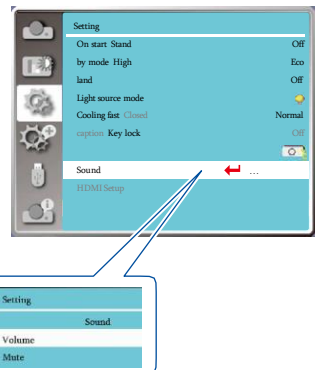 Setting
On start Stand Off
by mode High Eco
land Off
Light source mode
Cooling fast Closed Normal
caption Key lock Off
Sound ...
HDMI Setup
Setting
Sound
Volume
Mute